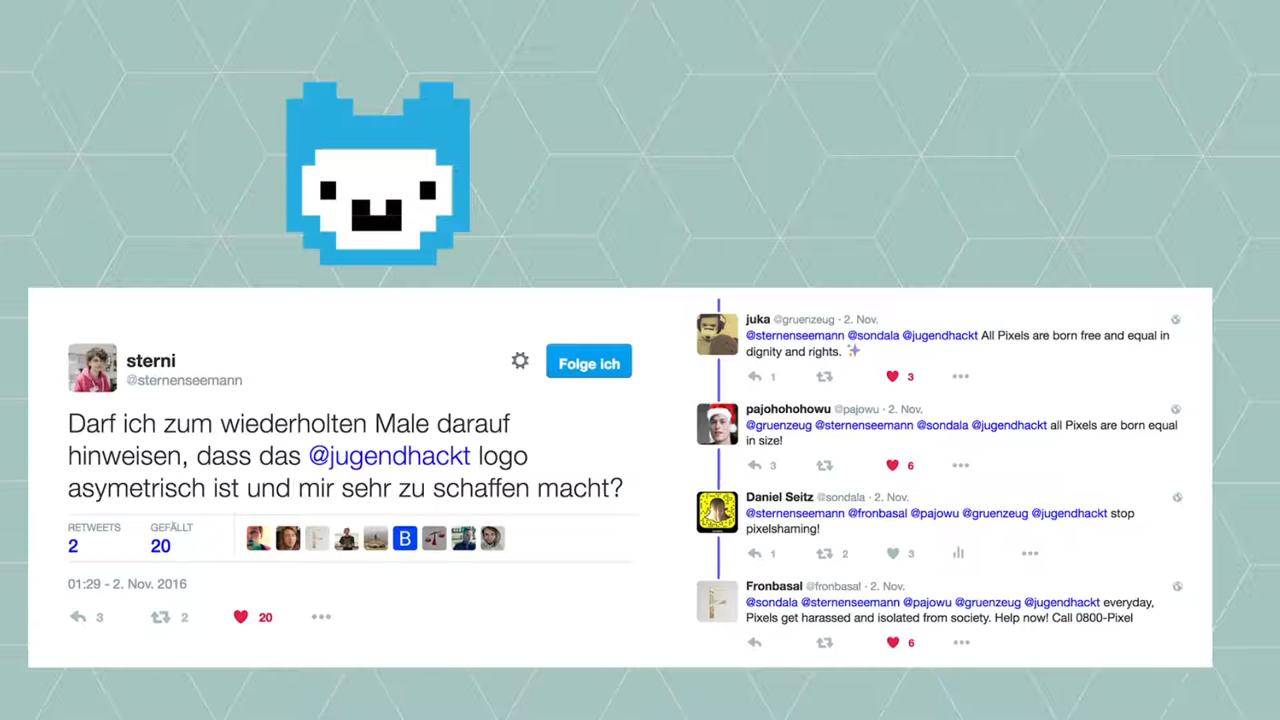 sterni
@sternenseemann
Folge ich
Darf ich zum wiederholten Male darauf
hinweisen, dass das @jugendhackt logo
asymetrisch ist und mir sehr zu schaffen macht?
RETWEETS
2
GEFÄLLT
20
B
01:29 - 2. Nov. 2016
3
2
20
juka @gruenzeug · 2. Nov.
@sternenseemann @sondala @jugendhackt All Pixels are born free and equal in
dignity and rights. ✨
1
3
pajohohohowu @pajowu · 2. Nov.
@gruenzeug @sternenseemann @sondala @jugendhackt all Pixels are born equal
in size!
3
6
Daniel Seitz @sondala · 2. Nov.
@sternenseemann @fronbasal @pajowu @gruenzeug @jugendhackt stop
pixelshaming!
1
2
3
Fronbasal @fronbasal · 2. Nov.
@sondala @sternenseemann @pajowu @gruenzeug @jugendhackt everyday,
Pixels get harassed and isolated from society. Help now! Call 0800-Pixel
6